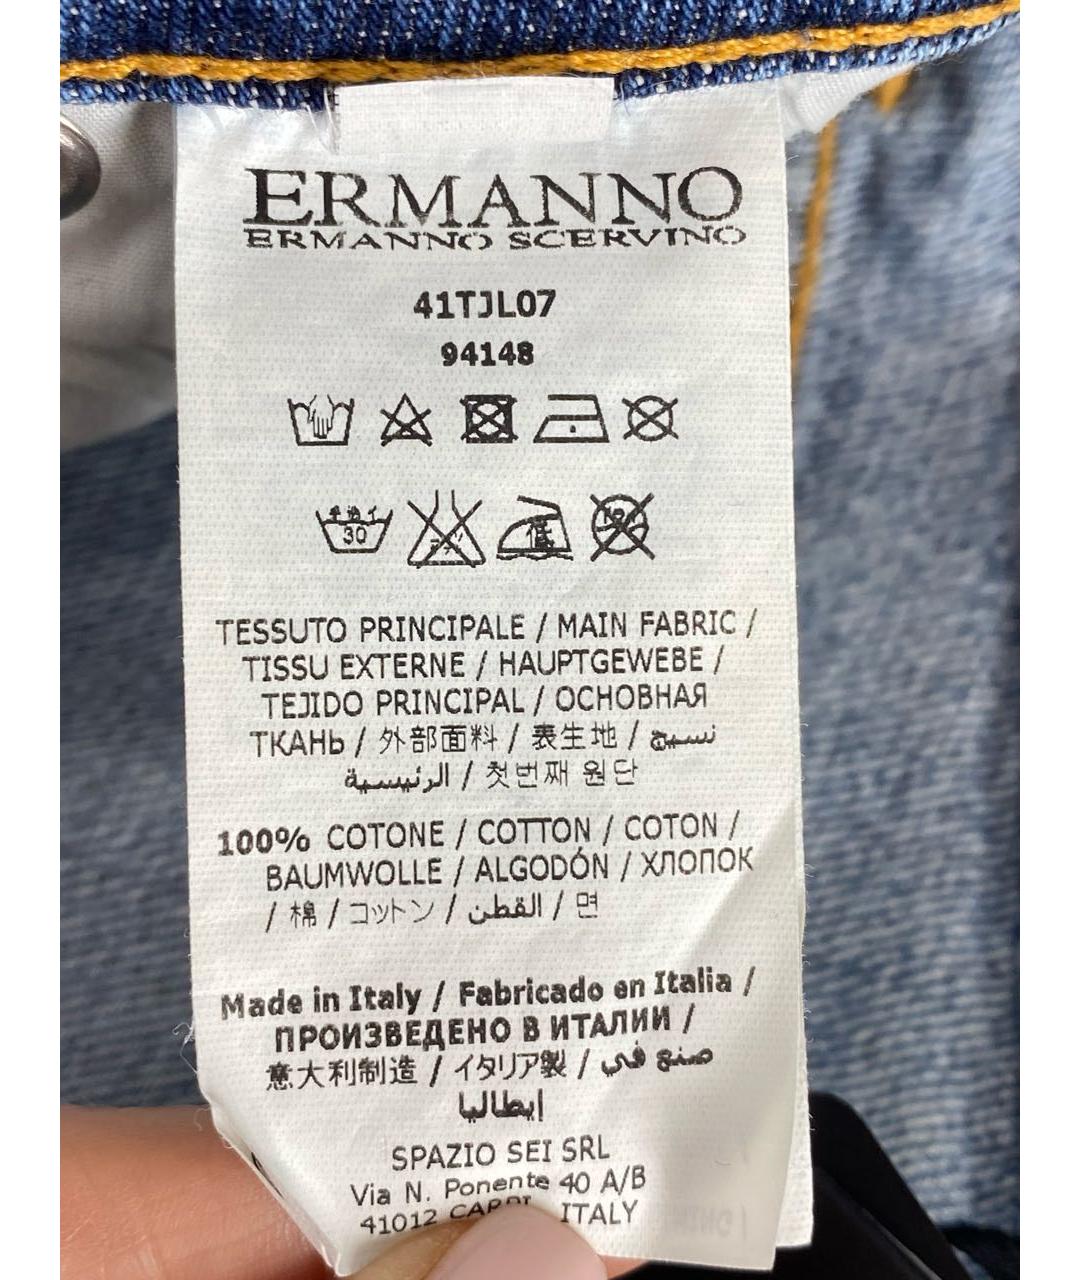 ERMANNO
ERMANNO SCERVINO
41TJL07
94148
30
低
TESSUTO PRINCIPALE / MAIN FABRIC /
TISSU EXTERNE / HAUPTGEWEBE /
TEJIDO PRINCIPAL / ОСНОВНАЯ
ТКАНЬ / 外部面料 / 表生地 / نسيج
الرئيسية / 첫번째 원단
100% COTONE / COTTON / COTON /
BAUMWOLLE / ALGODÓN / ХЛОПОК
/ 棉 / コットン / القطن / 면
Made in Italy / Fabricado en Italia /
ПРОИЗВЕДЕНО В ИТАЛИИ /
意大利制造 / イタリア製 / صنع في
إيطاليا
SPAZIO SEI SRL
Via N. Ponente 40 A/B
41012 CARPI ITALY